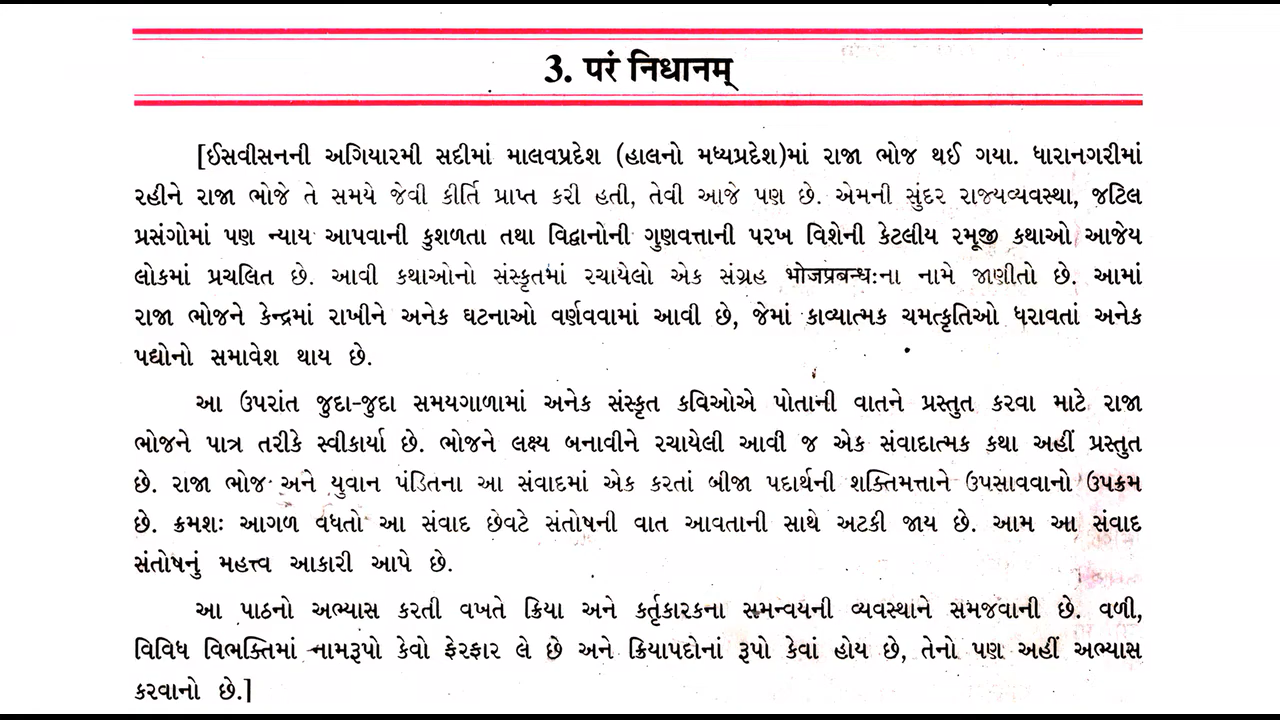 3. परं निधानम्
[ઈસવીસનની અગિયારમી સદીમાં માલવપ્રદેશ (હાલનો મધ્યપ્રદેશ)માં રાજા ભોજ થઈ ગયા. ધારાનગરીમાં
રહીને રાજા ભોજે તે સમયે જેવી કીર્તિ પ્રાપ્ત કરી હતી, તેવી આજે પણ છે. એમની સુંદર રાજ્યવ્યવસ્થા, જટિલ
પ્રસંગોમાં પણ ન્યાય આપવાની કુશળતા તથા વિદ્વાનોની ગુણવત્તાની પરખ વિશેની કેટલીય રમૂજી કથાઓ આજેય
લોકમાં પ્રચલિત છે. આવી કથાઓનો સંસ્કૃતમાં રચાયેલો એક સંગ્રહ भोजप्रबन्धःના નામે જાણીતો છે. આમાં
રાજા ભોજને કેન્દ્રમાં રાખીને અનેક ઘટનાઓ વર્ણવવામાં આવી છે, જેમાં કાવ્યાત્મક ચમત્કૃતિઓ ધરાવતાં અનેક
પદ્યોનો સમાવેશ થાય છે.
આ ઉપરાંત જુદા-જુદા સમયગાળામાં અનેક સંસ્કૃત કવિઓએ પોતાની વાતને પ્રસ્તુત કરવા માટે રાજા
ભોજને પાત્ર તરીકે સ્વીકાર્યા છે. ભોજને લક્ષ્ય બનાવીને રચાયેલી આવી જ એક સંવાદાત્મક કથા અહીં પ્રસ્તુત
છે. રાજા ભોજ અને યુવાન પંડિતના આ સંવાદમાં એક કરતાં બીજા પદાર્થની શક્તિમત્તાને ઉપસાવવાનો ઉપક્રમ
છે. ક્રમશઃ આગળ વધતો આ સંવાદ છેવટે સંતોષની વાત આવતાની સાથે અટકી જાય છે. આમ આ સંવાદ
સંતોષનું મહત્ત્વ આકારી આપે છે.
આ પાઠનો અભ્યાસ કરતી વખતે ક્રિયા અને કર્તૃકારકના સમન્વયની વ્યવસ્થાને સમજવાની છે. વળી,
વિવિધ વિભક્તિમાં નામરૂપો કેવો ફેરફાર લે છે અને ક્રિયાપદોનાં રૂપો કેવાં હોય છે, તેનો પણ અહીં અભ્યાસ
કરવાનો છે.]